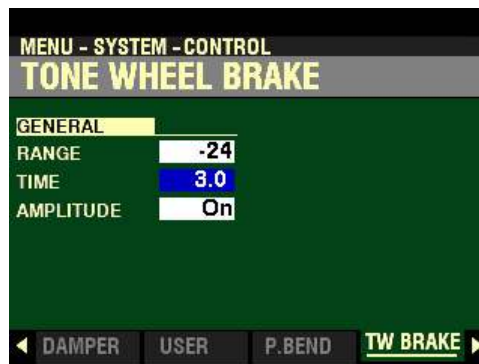 MENU - SYSTEM - CONTROL
TONE WHEEL BRAKE
GENERAL
RANGE -24
TIME 3.0
AMPLITUDE On
DAMPER USER P.BEND TW BRAKE